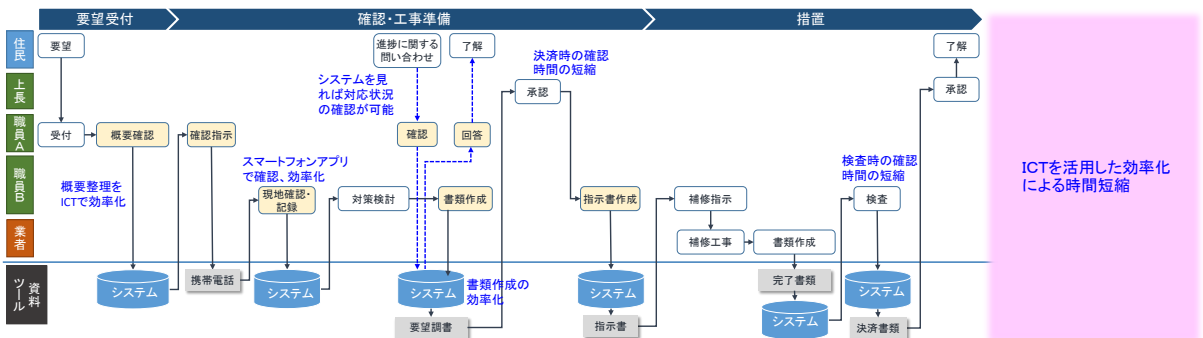 要望受付
確認・工事準備
措置
住民
要望
進捗に関する
問い合わせ
了解
決済時の確認
時間の短縮
了解
上長
システムを見
れば対応状況
の確認が可能
承認
承認
職員A
受付
概要確認
確認指示
確認
回答
検査時の確認
時間の短縮
ICTを活用した効率化
による時間短縮
職員B
概要整理を
ICTで効率化
スマートフォンアプリ
で確認、効率化
現地確認・
記録
対策検討
書類作成
指示書作成
補修指示
検査
業者
補修工事
書類作成
資料
ツール
システム
携帯電話
システム
システム
書類作成の
効率化
システム
完了書類
システム
要望調書
指示書
システム
決済書類